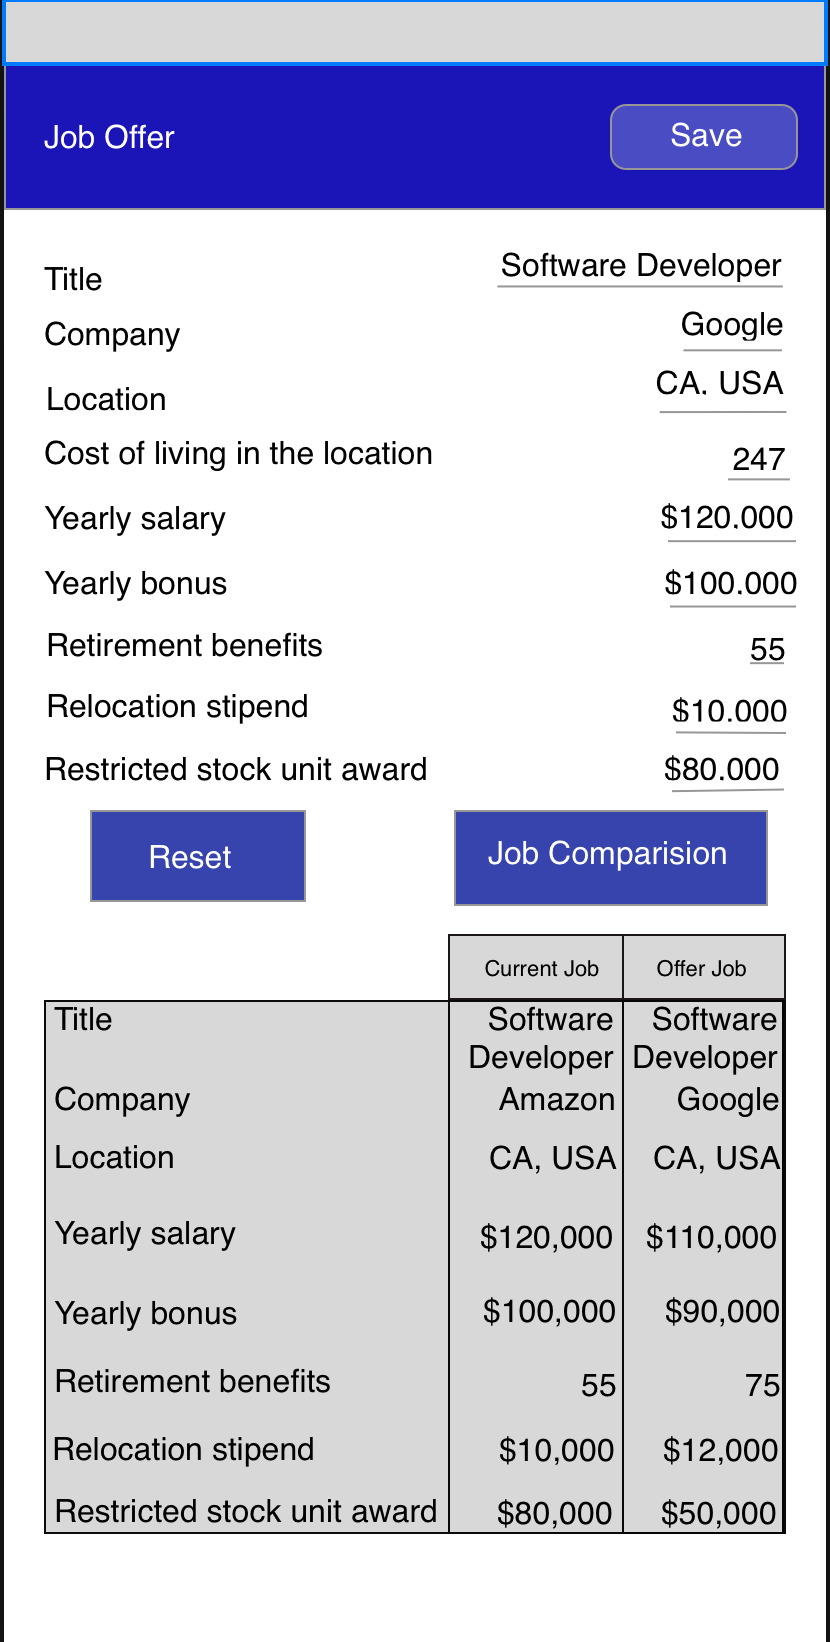 Job Offer Save
Title Software Developer
Company Google
Location CA. USA
Cost of living in the location 247
Yearly salary $120.000
Yearly bonus $100.000
Retirement benefits 55
Relocation stipend $10.000
Restricted stock unit award $80.000
Reset Job Comparision
Current Job Offer Job
Title Software Software
Developer Developer
Company Amazon Google
Location CA, USA CA, USA
Yearly salary $120,000 $110,000
Yearly bonus $100,000 $90,000
Retirement benefits 55 75
Relocation stipend $10,000 $12,000
Restricted stock unit award $80,000 $50,000